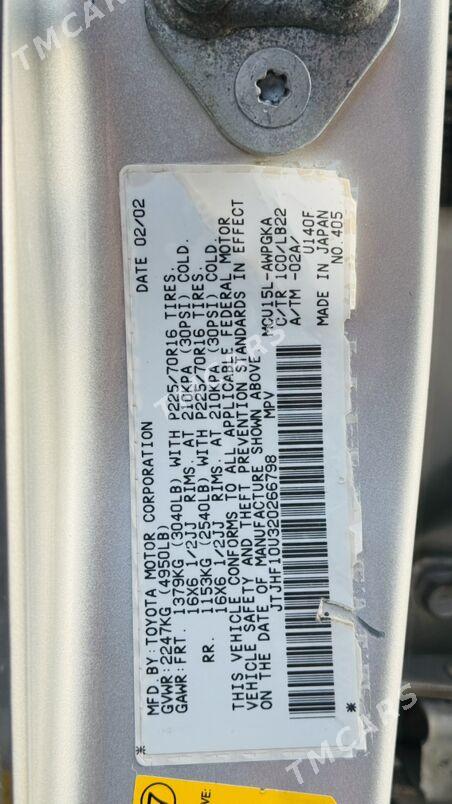 TMCARS
MFD.BY:TOYOTA MOTOR CORPORATION DATE 02/02
GVWR:2247KG (4950LB)
GAWR:FRT. 1379KG (3040LB) WITH P225/70R16 TIRES.
16X6 1/2JJ RIMS. AT 210KPA (30PSI) COLD.
RR. 1153KG (2540LB) WITH P225/70R16 TIRES.
16X6 1/2JJ RIMS. AT 210KPA (30PSI) COLD.
THIS VEHICLE CONFORMS TO ALL APPLICABLE FEDERAL MOTOR
VEHICLE SAFETY AND THEFT PREVENTION STANDARDS IN EFFECT
ON THE DATE OF MANUFACTURE SHOWN ABOVE.
JTJHF10U320266798 MPV
MCU15L-AWPGKA
C/TR 1C0/LB22
A/TM -02A/ U140F
MADE IN JAPAN
NO.405
TMCARS
TMCARS